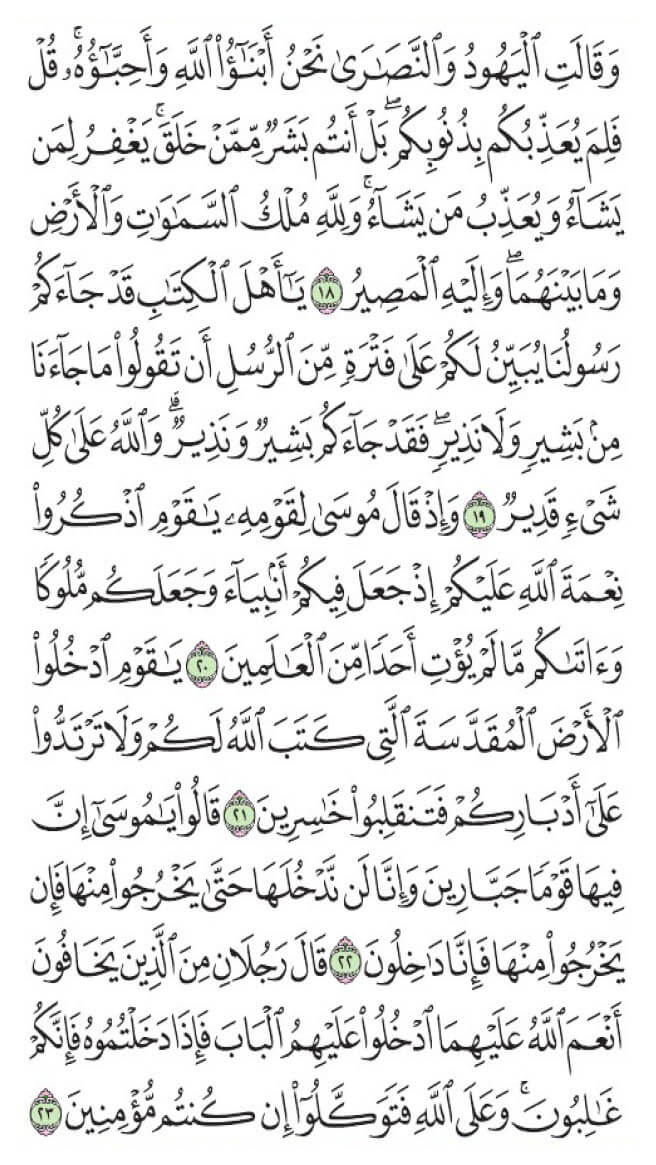 وَقَالَتِ ٱلْيَهُودُ وَٱلنَّصَٰرَىٰ نَحْنُ أَبْنَٰٓؤُا۟ ٱللَّهِ وَأَحِبَّٰٓؤُهُۥ ۚ قُلْ
فَلِمَ يُعَذِّبُكُم بِذُنُوبِكُم ۖ بَلْ أَنتُم بَشَرٌ مِّمَّنْ خَلَقَ ۚ يَغْفِرُ لِمَن
يَشَآءُ وَيُعَذِّبُ مَن يَشَآءُ ۚ وَلِلَّهِ مُلْكُ ٱلسَّمَٰوَٰتِ وَٱلْأَرْضِ
وَمَا بَيْنَهُمَا ۖ وَإِلَيْهِ ٱلْمَصِيرُ ١٨ يَٰٓأَهْلَ ٱلْكِتَٰبِ قَدْ جَآءَكُمْ
رَسُولُنَا يُبَيِّنُ لَكُمْ عَلَىٰ فَتْرَةٍ مِّنَ ٱلرُّسُلِ أَن تَقُولُوا۟ مَا جَآءَنَا
مِنۢ بَشِيرٍ وَلَا نَذِيرٍ ۖ فَقَدْ جَآءَكُم بَشِيرٌ وَنَذِيرٌ ۗ وَٱللَّهُ عَلَىٰ كُلِّ
شَىْءٍ قَدِيرٌ ١٩ وَإِذْ قَالَ مُوسَىٰ لِقَوْمِهِۦ يَٰقَوْمِ ٱذْكُرُوا۟
نِعْمَةَ ٱللَّهِ عَلَيْكُمْ إِذْ جَعَلَ فِيكُمْ أَنۢبِيَآءَ وَجَعَلَكُم مُّلُوكًا
وَءَاتَىٰكُم مَّا لَمْ يُؤْتِ أَحَدًا مِّنَ ٱلْعَٰلَمِينَ ٢٠ يَٰقَوْمِ ٱدْخُلُوا۟
ٱلْأَرْضَ ٱلْمُقَدَّسَةَ ٱلَّتِى كَتَبَ ٱللَّهُ لَكُمْ وَلَا تَرْتَدُّوا۟
عَلَىٰٓ أَدْبَارِكُمْ فَتَنقَلِبُوا۟ خَٰسِرِينَ ٢١ قَالُوا۟ يَٰمُوسَىٰٓ إِنَّ
فِيهَا قَوْمًا جَبَّارِينَ وَإِنَّا لَن نَّدْخُلَهَا حَتَّىٰ يَخْرُجُوا۟ مِنْهَا فَإِن
يَخْرُجُوا۟ مِنْهَا فَإِنَّا دَٰخِلُونَ ٢٢ قَالَ رَجُلَانِ مِنَ ٱلَّذِينَ يَخَافُونَ
أَنْعَمَ ٱللَّهُ عَلَيْهِمَا ٱدْخُلُوا۟ عَلَيْهِمُ ٱلْبَابَ فَإِذَا دَخَلْتُمُوهُ فَإِنَّكُمْ
غَٰلِبُونَ ۚ وَعَلَى ٱللَّهِ فَتَوَكَّلُوٓا۟ إِن كُنتُم مُّؤْمِنِينَ ٢٣